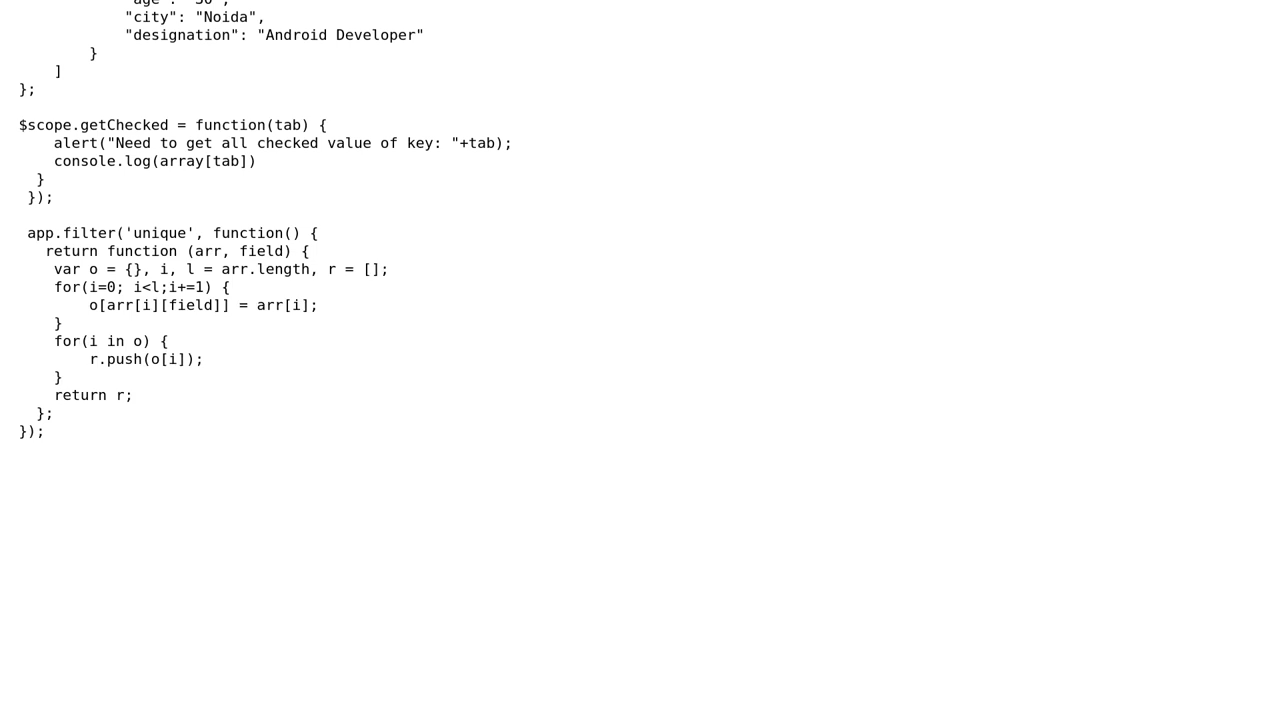 "age": "30",
"city": "Noida",
"designation": "Android Developer"
}
]
};
$scope.getChecked = function(tab) {
alert("Need to get all checked value of key: "+tab);
console.log(array[tab])
}
});
app.filter('unique', function() {
return function (arr, field) {
var o = {}, i, l = arr.length, r = [];
for(i=0; i<l;i+=1) {
o[arr[i][field]] = arr[i];
}
for(i in o) {
r.push(o[i]);
}
return r;
};
});